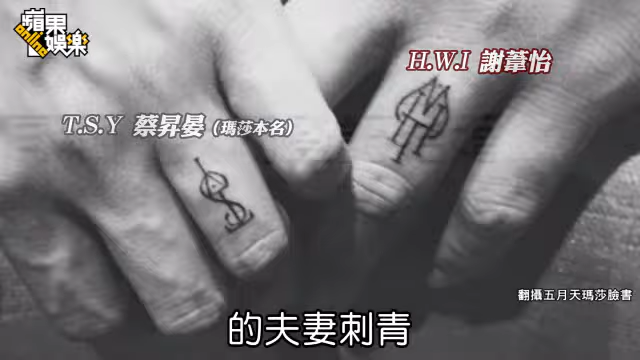 蘋果
online
娛樂
H.W.I 謝葦怡
T.S.Y 蔡昇晏（瑪莎本名）
翻攝五月天瑪莎臉書
的夫妻刺青